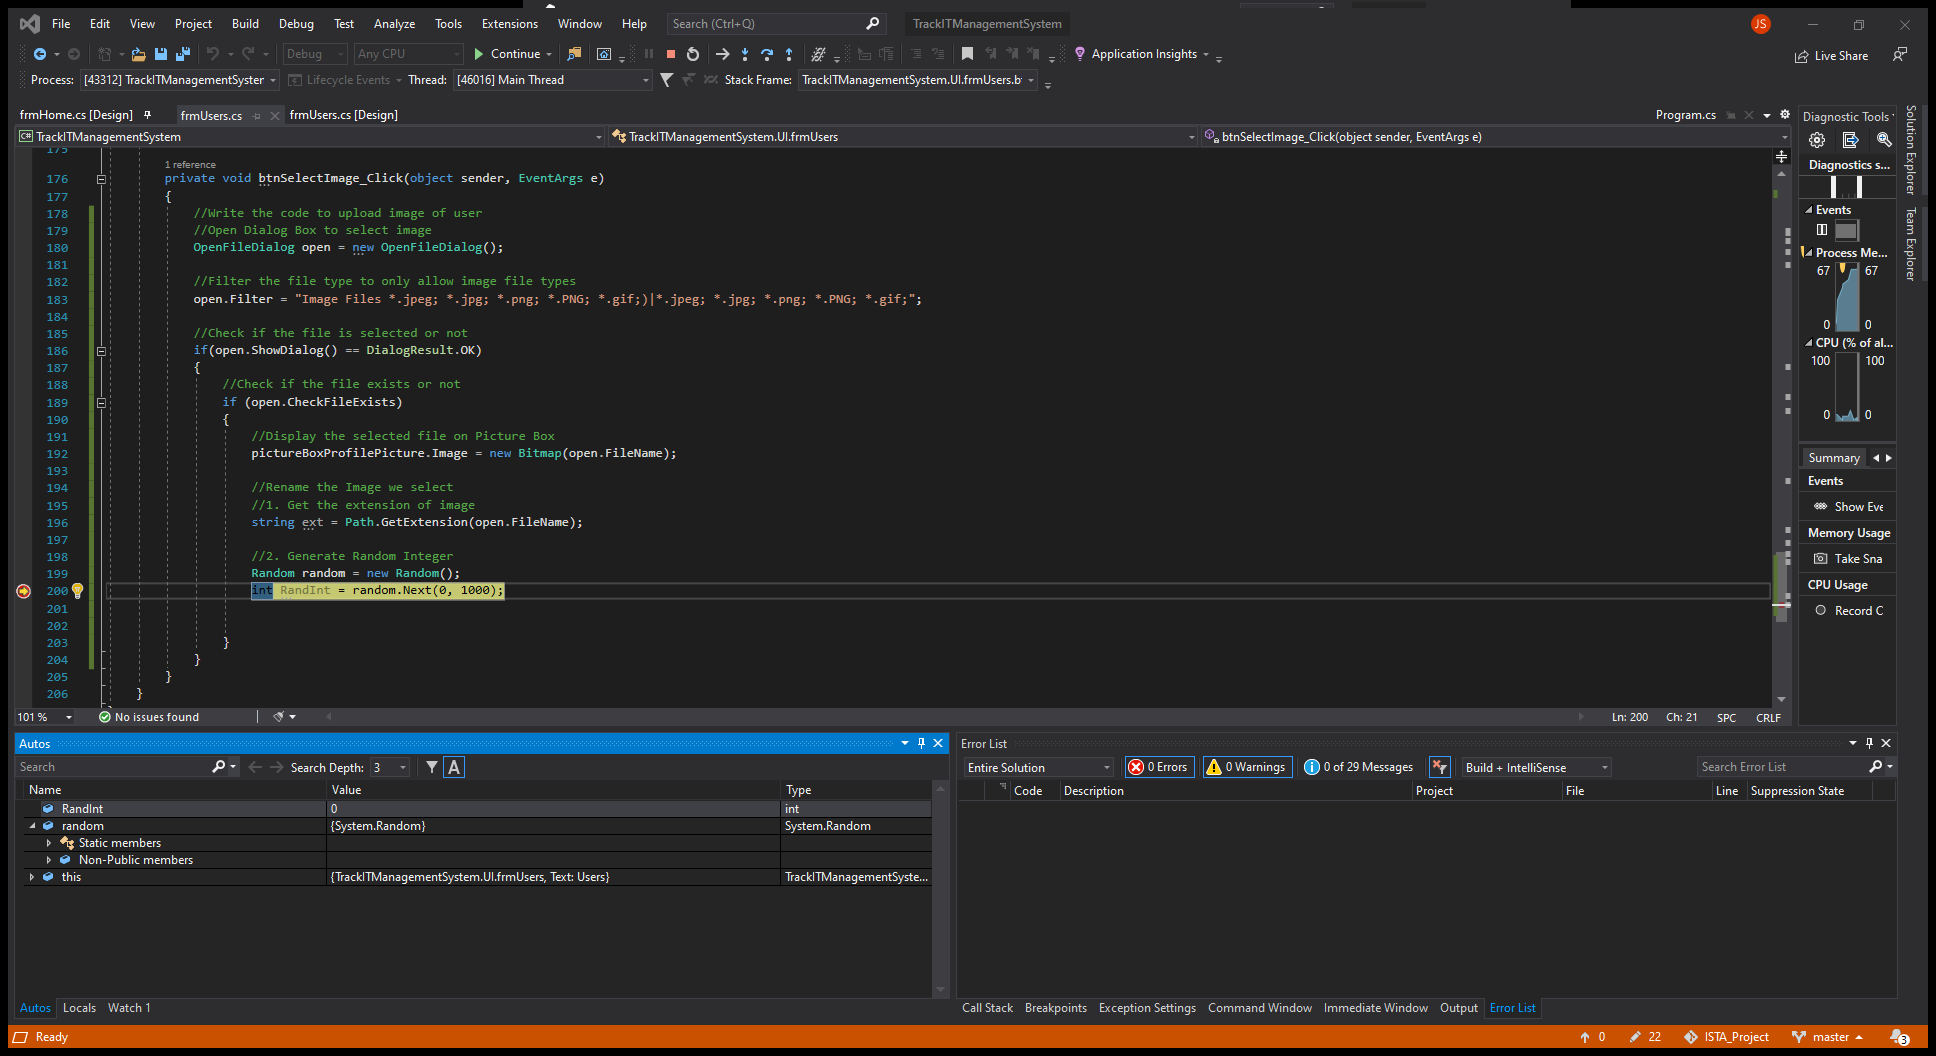 File Edit View Project Build Debug Test Analyze Tools Extensions Window Help Search (Ctrl+Q) TrackITManagementSystem JS
Debug Any CPU Continue Application Insights Live Share
Process: [43312] TrackITManagementSyster Lifecycle Events Thread: [46016] Main Thread Stack Frame: TrackITManagementSystem.UI.frmUsers.b
frmHome.cs [Design] frmUsers.cs frmUsers.cs [Design] Program.cs
C# TrackITManagementSystem TrackITManagementSystem.UI.frmUsers btnSelectImage_Click(object sender, EventArgs e)
175
1 reference
176 private void btnSelectImage_Click(object sender, EventArgs e)
177 {
178 //Write the code to upload image of user
179 //Open Dialog Box to select image
180 OpenFileDialog open = new OpenFileDialog();
181
182 //Filter the file type to only allow image file types
183 open.Filter = "Image Files *.jpeg; *.jpg; *.png; *.PNG; *.gif;)|*.jpeg; *.jpg; *.png; *.PNG; *.gif;";
184
185 //Check if the file is selected or not
186 if(open.ShowDialog() == DialogResult.OK)
187 {
188 //Check if the file exists or not
189 if (open.CheckFileExists)
190 {
191 //Display the selected file on Picture Box
192 pictureBoxProfilePicture.Image = new Bitmap(open.FileName);
193
194 //Rename the Image we select
195 //1. Get the extension of image
196 string ext = Path.GetExtension(open.FileName);
197
198 //2. Generate Random Integer
199 Random random = new Random();
200 int RandInt = random.Next(0, 1000);
201
202
203 }
204 }
205 }
206 }
101 % No issues found Ln: 200 Ch: 21 SPC CRLF
Diagnostic Tools
Diagnostics s...
Events
Process Me...
67 67
0 0
CPU (% of al...
100 100
0 0
Summary
Events
Show Eve
Memory Usage
Take Sna
CPU Usage
Record C
Solution Explorer
Team Explorer
Autos
Search Search Depth: 3 A
Name Value Type
RandInt 0 int
random {System.Random} System.Random
Static members
Non-Public members
this {TrackITManagementSystem.UI.frmUsers, Text: Users} TrackITManagementSyste...
Autos Locals Watch 1
Error List
Entire Solution 0 Errors 0 Warnings 0 of 29 Messages Build + IntelliSense Search Error List
Code Description Project File Line Suppression State
Call Stack Breakpoints Exception Settings Command Window Immediate Window Output Error List
Ready 0 22 ISTA_Project master 3